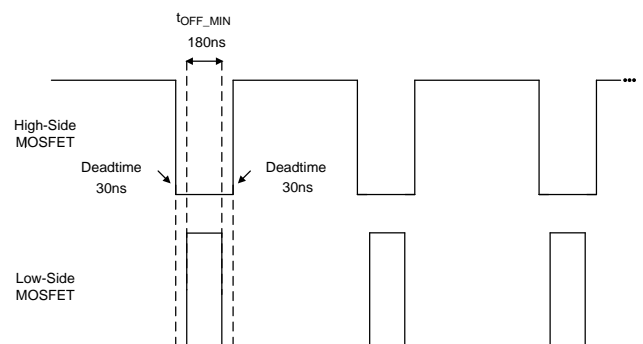 tOFF_MIN
180ns
High-Side
MOSFET
Deadtime
30ns
Deadtime
30ns
Low-Side
MOSFET